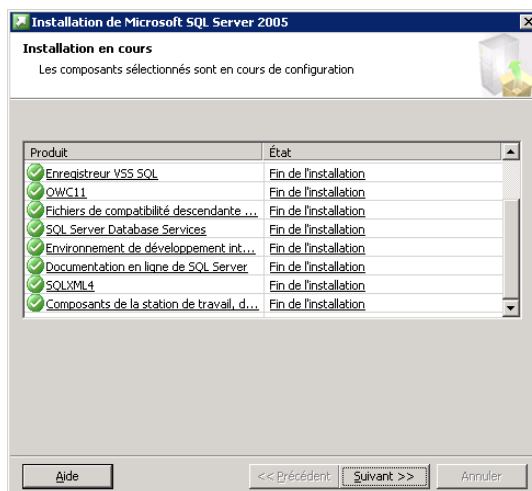 Installation de Microsoft SQL Server 2005
Installation en cours
Les composants sélectionnés sont en cours de configuration
Produit État
Enregistreur VSS SQL Fin de l'installation
OWC11 Fin de l'installation
Fichiers de compatibilité descendante ... Fin de l'installation
SQL Server Database Services Fin de l'installation
Environnement de développement int... Fin de l'installation
Documentation en ligne de SQL Server Fin de l'installation
SQLXML4 Fin de l'installation
Composants de la station de travail, d... Fin de l'installation
Aide << Précédent Suivant >> Annuler